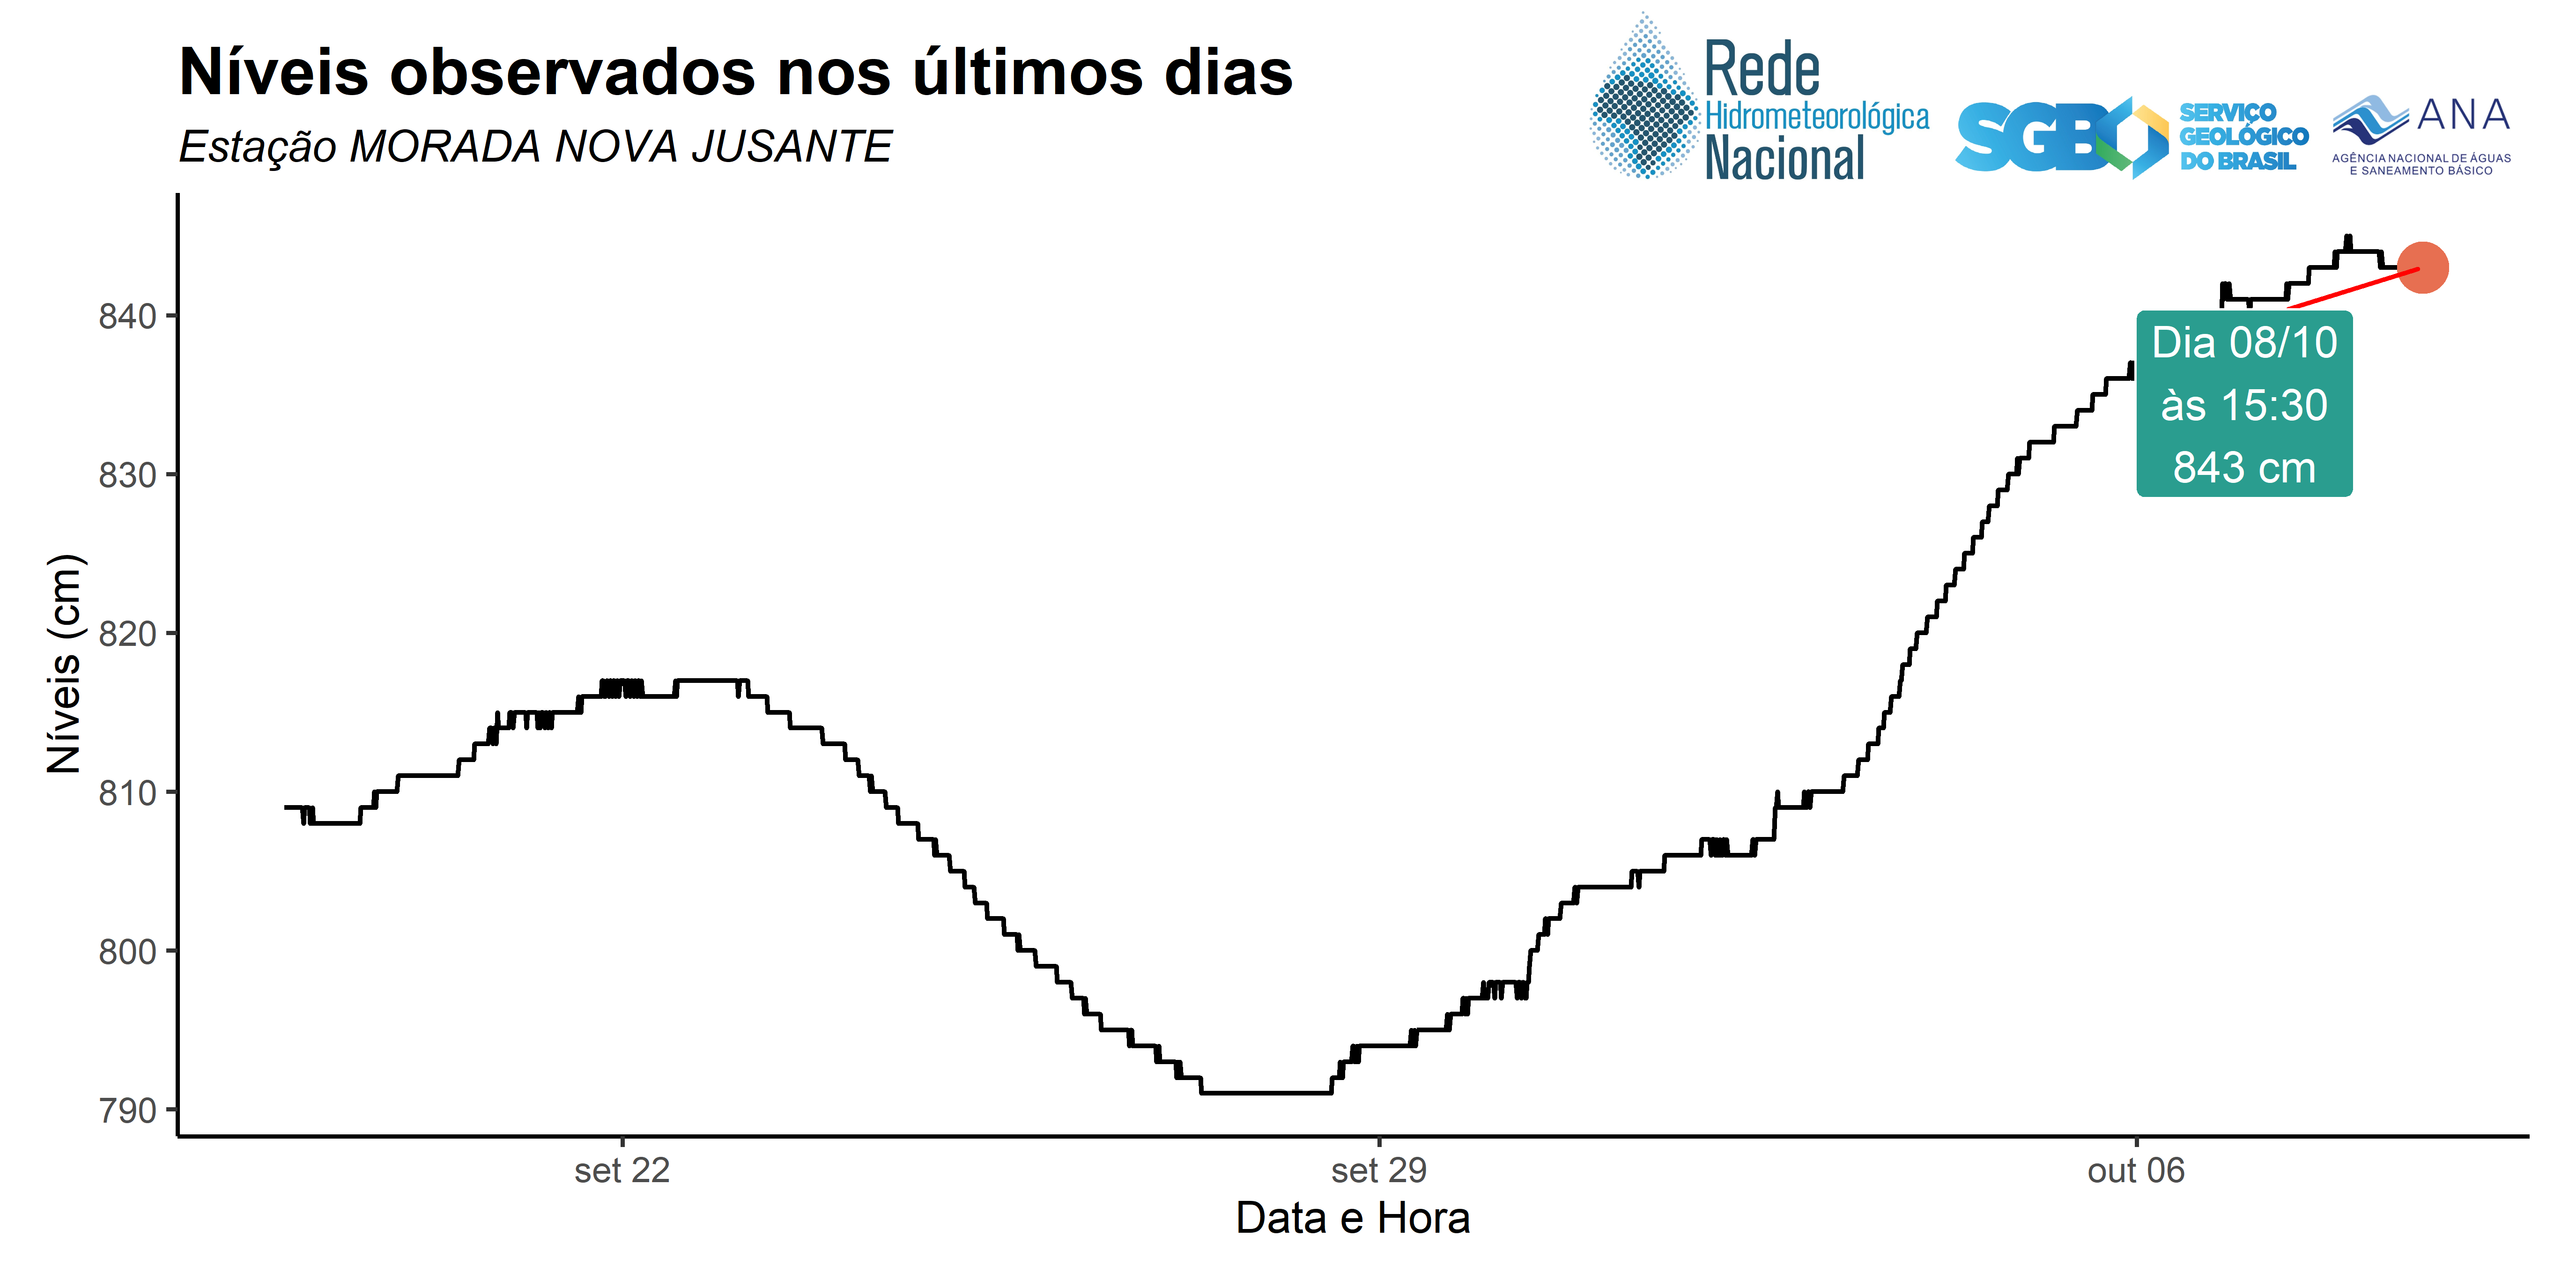 Níveis observados nos últimos dias
Estação MORADA NOVA JUSANTE
Rede
Hidrometeorológica
Nacional
SGB
SERVIÇO
GEOLÓGICO
DO BRASIL
ANA
AGÊNCIA NACIONAL DE ÁGUAS
E SANEAMENTO BÁSICO
840
830
820
810
800
790
Níveis (cm)
Dia 08/10
às 15:30
843 cm
set 22
set 29
out 06
Data e Hora